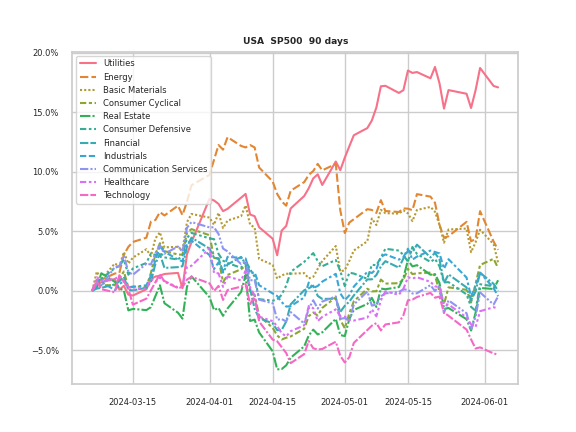 USA SP500 90 days
20.0%
15.0%
10.0%
5.0%
0.0%
−5.0%
Utilities
Energy
Basic Materials
Consumer Cyclical
Real Estate
Consumer Defensive
Financial
Industrials
Communication Services
Healthcare
Technology
2024-03-15 2024-04-01 2024-04-15 2024-05-01 2024-05-15 2024-06-01